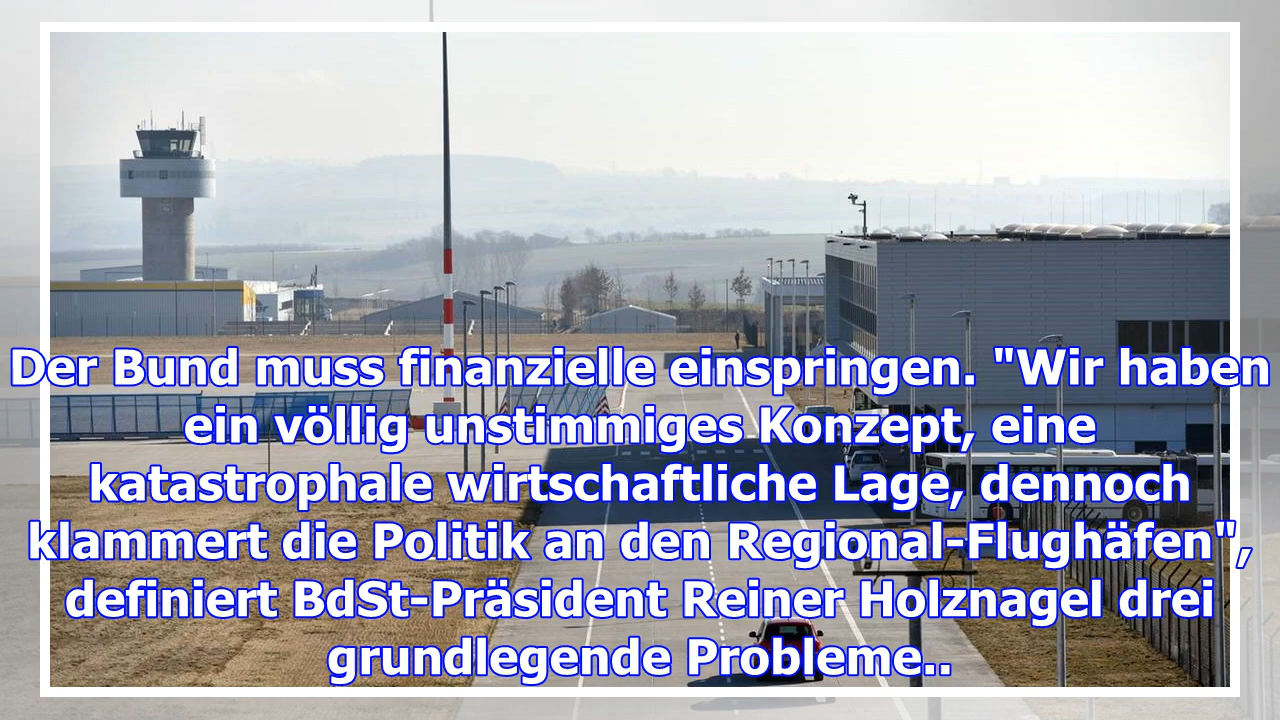 Der Bund muss finanzielle einspringen. "Wir haben
ein völlig unstimmiges Konzept, eine
katastrophale wirtschaftliche Lage, dennoch
klammert die Politik an den Regional-Flughäfen",
definiert BdSt-Präsident Reiner Holznagel drei
grundlegende Probleme..